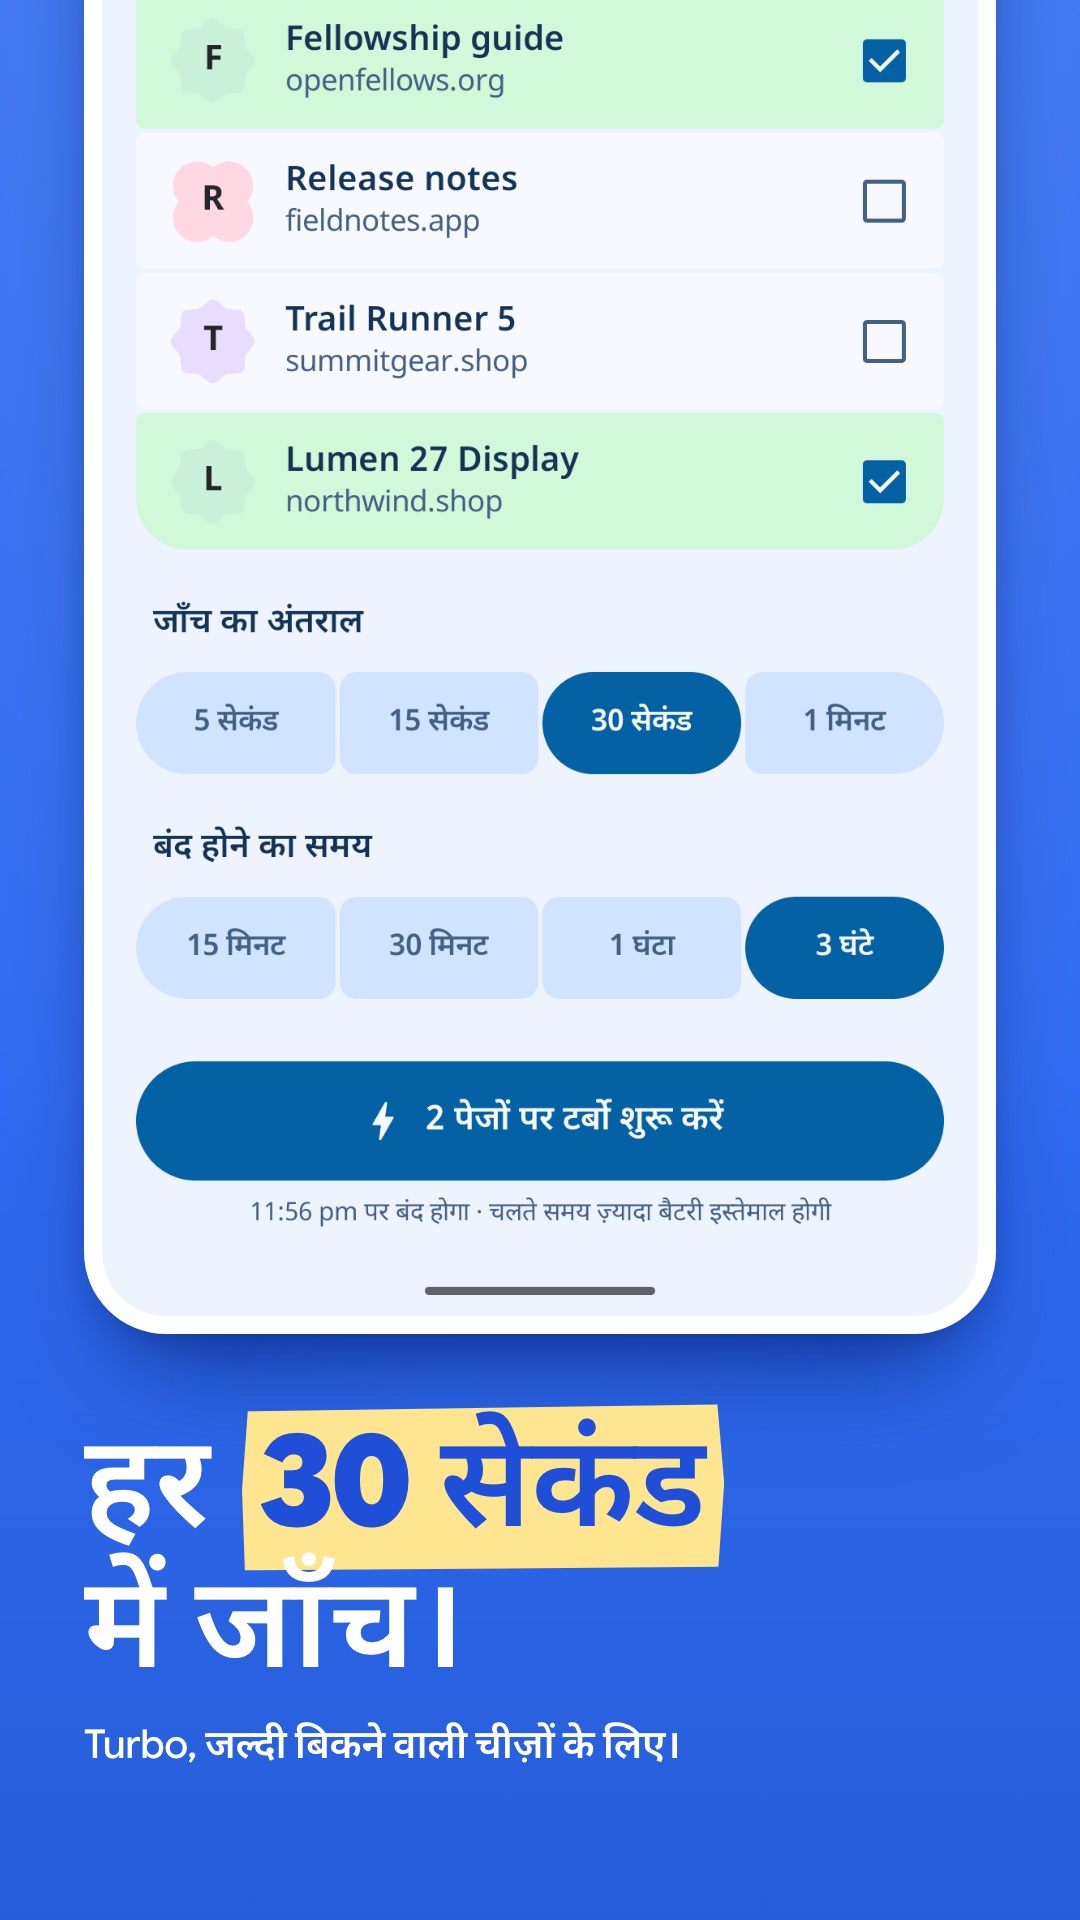 F
Fellowship guide
openfellows.org
R
Release notes
fieldnotes.app
T
Trail Runner 5
summitgear.shop
L
Lumen 27 Display
northwind.shop
जाँच का अंतराल
5 सेकंड 15 सेकंड 30 सेकंड 1 मिनट
बंद होने का समय
15 मिनट 30 मिनट 1 घंटा 3 घंटे
2 पेजों पर टर्बो शुरू करें
11:56 pm पर बंद होगा · चलते समय ज़्यादा बैटरी इस्तेमाल होगी
हर 30 सेकंड
में जाँच।
Turbo, जल्दी बिकने वाली चीज़ों के लिए।